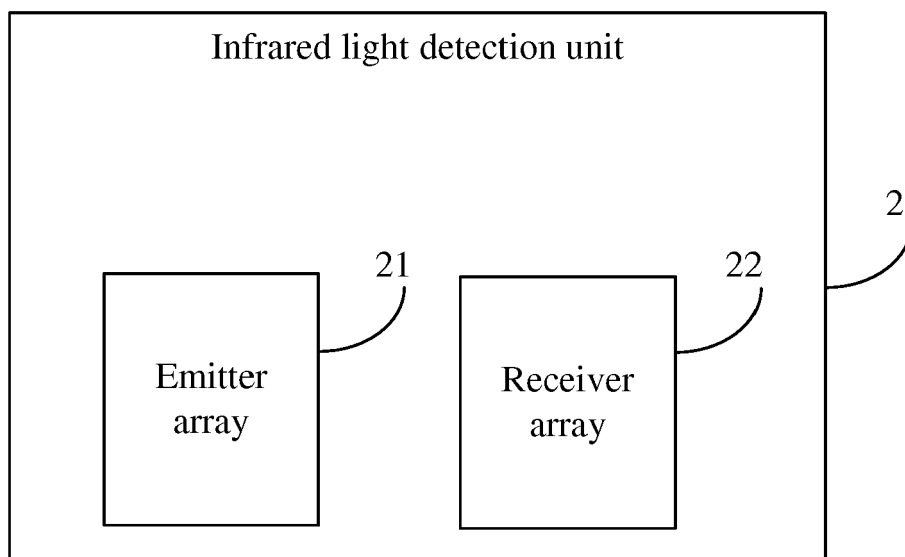 Infrared light detection unit
2
21
22
Emitter
array
Receiver
array